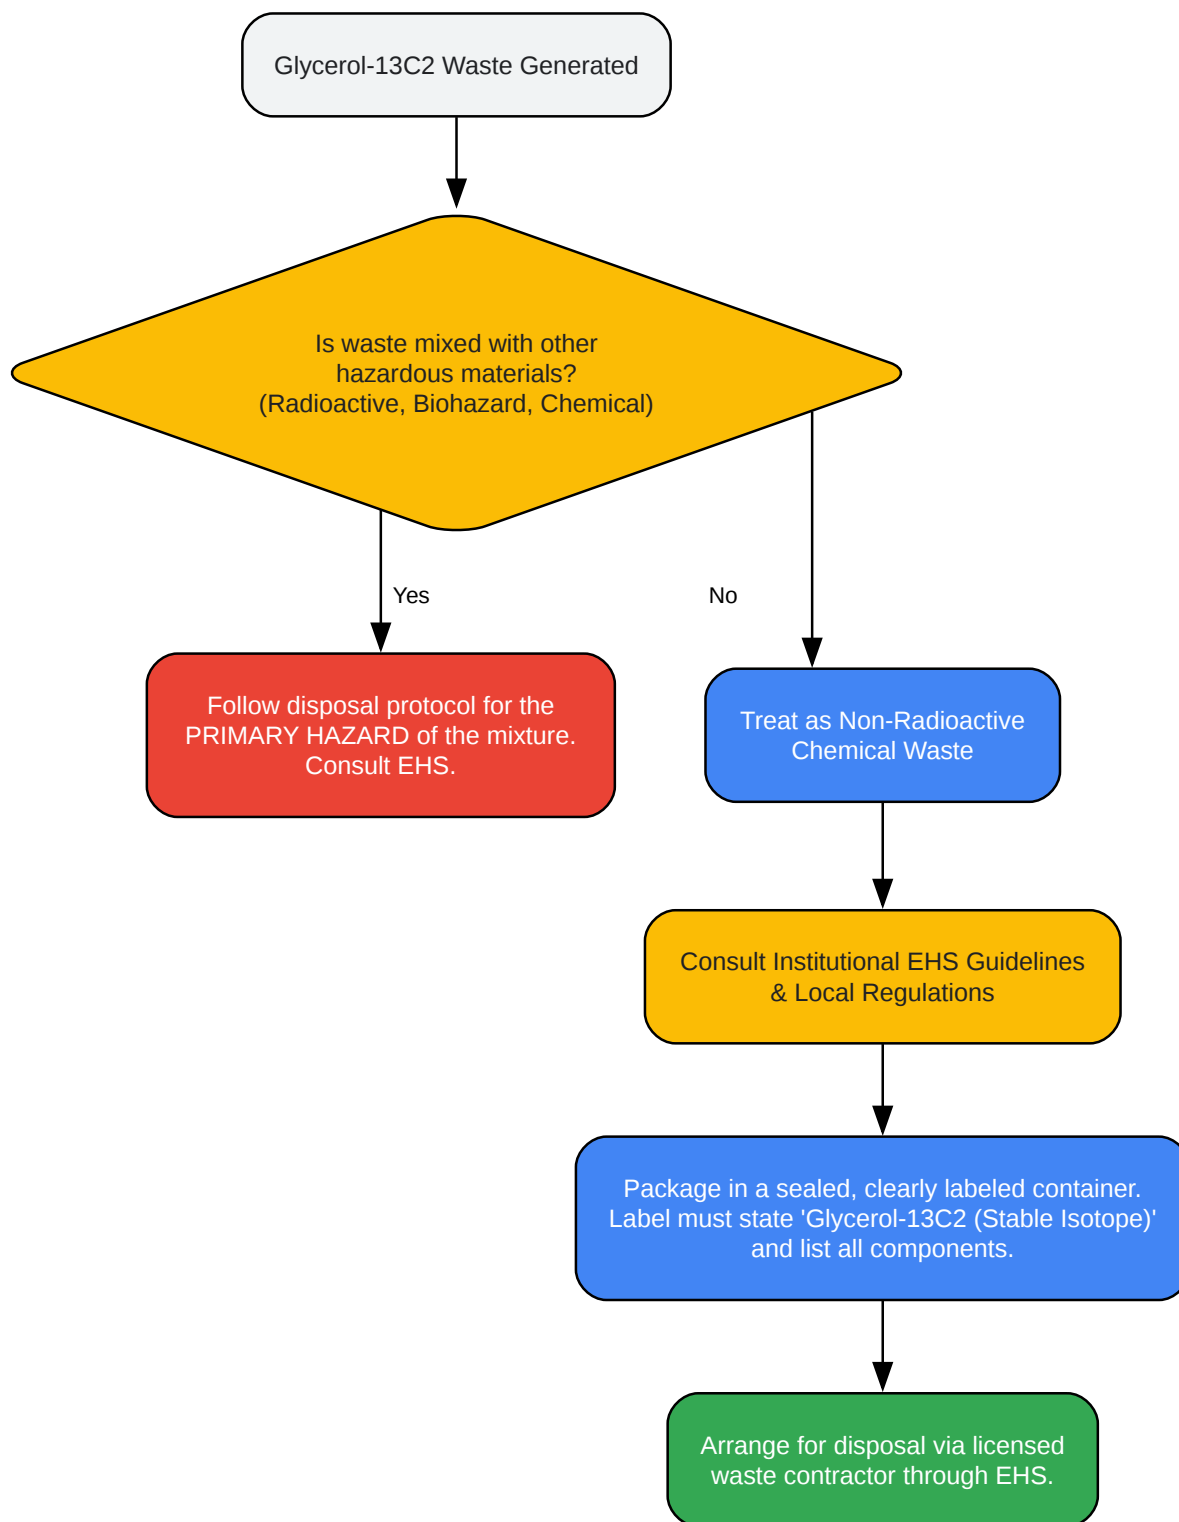 Glycerol-13C2 Waste Generated
Is waste mixed with other
hazardous materials?
(Radioactive, Biohazard, Chemical)
Yes
No
Follow disposal protocol for the
PRIMARY HAZARD of the mixture.
Consult EHS.
Treat as Non-Radioactive
Chemical Waste
Consult Institutional EHS Guidelines
& Local Regulations
Package in a sealed, clearly labeled container.
Label must state 'Glycerol-13C2 (Stable Isotope)'
and list all components.
Arrange for disposal via licensed
waste contractor through EHS.